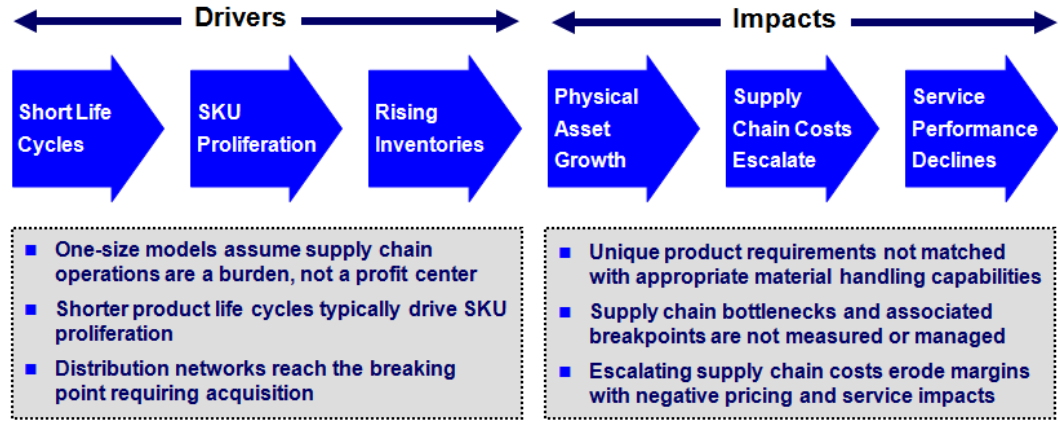 Drivers
Impacts
Short Life
Cycles
SKU
Proliferation
Rising
Inventories
Physical
Asset
Growth
Supply
Chain Costs
Escalate
Service
Performance
Declines
One-size models assume supply chain
operations are a burden, not a profit center
Shorter product life cycles typically drive SKU
proliferation
Distribution networks reach the breaking
point requiring acquisition
Unique product requirements not matched
with appropriate material handling capabilities
Supply chain bottlenecks and associated
breakpoints are not measured or managed
Escalating supply chain costs erode margins
with negative pricing and service impacts